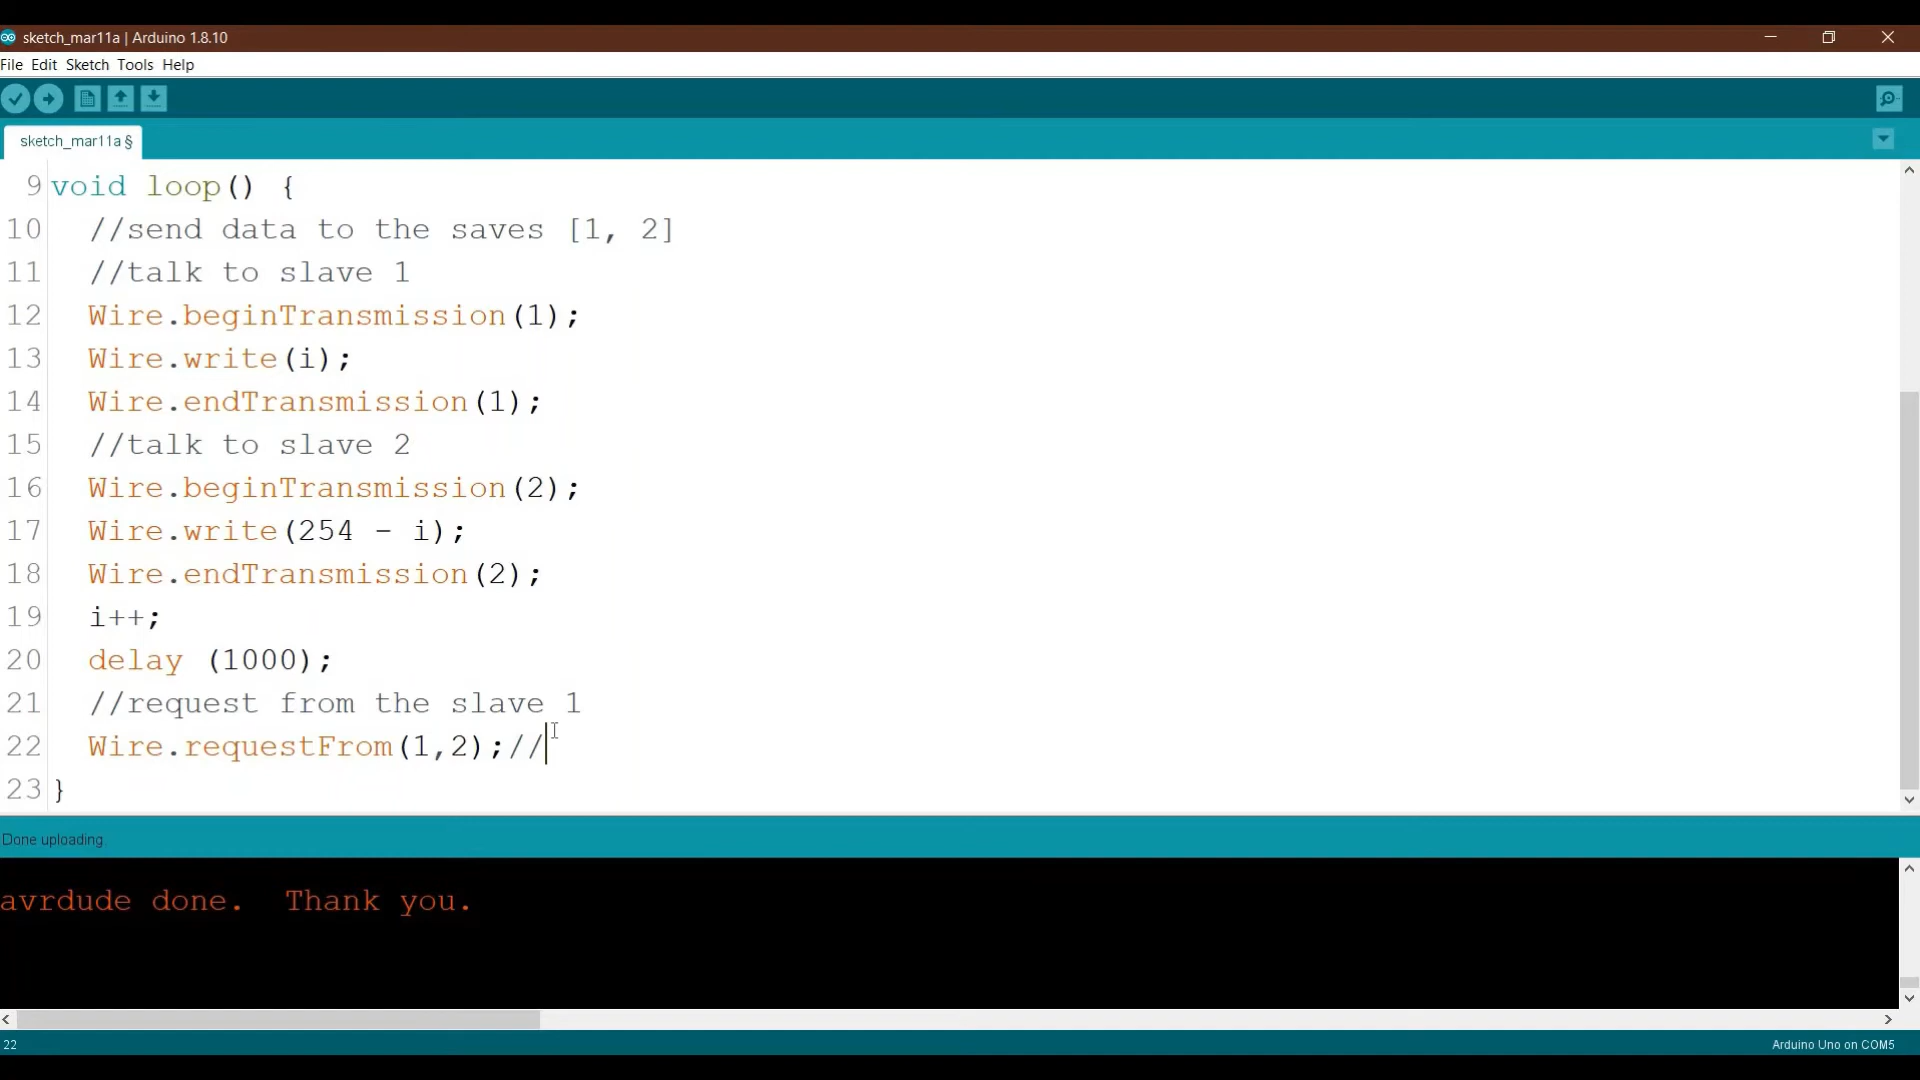 sketch_mar11a | Arduino 1.8.10
File Edit Sketch Tools Help
sketch_mar11a §
9 void loop() {
10 //send data to the saves [1, 2]
11 //talk to slave 1
12 Wire.beginTransmission(1);
13 Wire.write(i);
14 Wire.endTransmission(1);
15 //talk to slave 2
16 Wire.beginTransmission(2);
17 Wire.write(254 - i);
18 Wire.endTransmission(2);
19 i++;
20 delay (1000);
21 //request from the slave 1
22 Wire.requestFrom(1,2);//
23 }
Done uploading.
avrdude done.  Thank you.
22
Arduino Uno on COM5